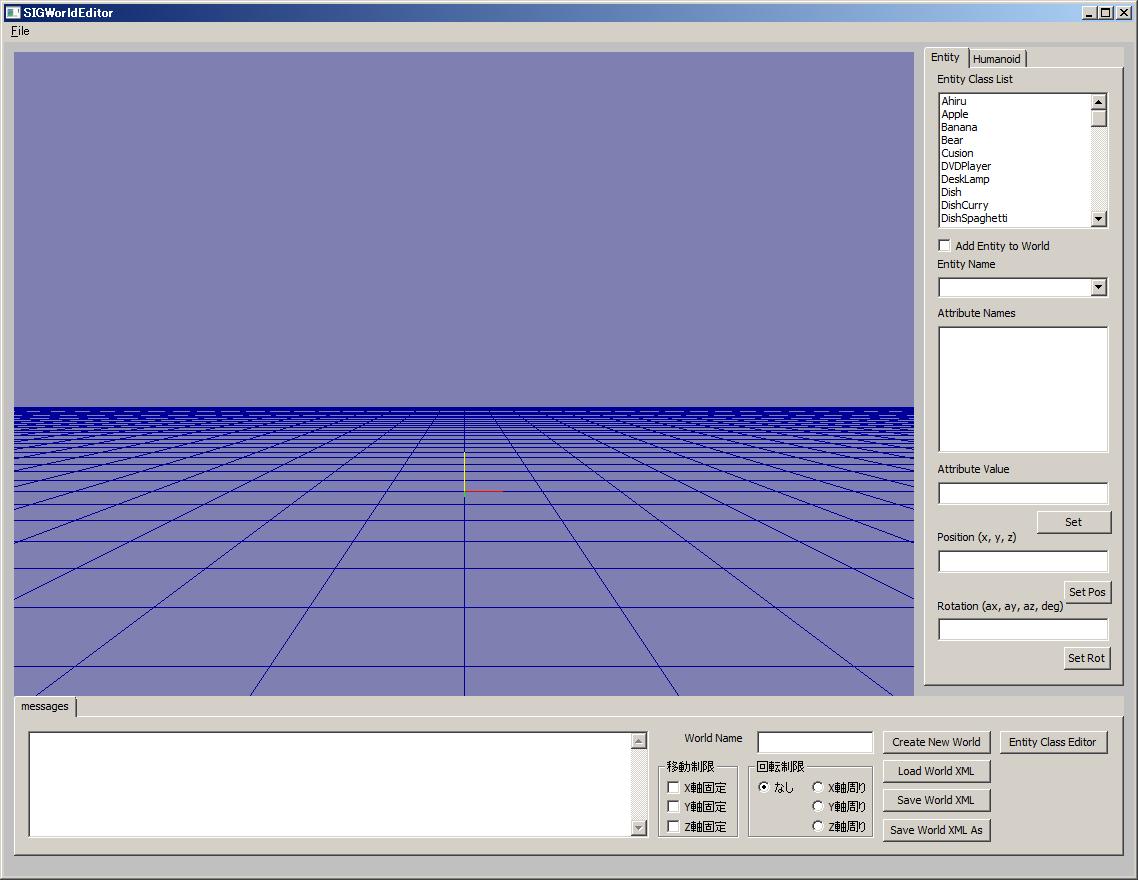 SIGWorldEditor
File
Entity
Humanoid
Entity Class List
Ahiru
Apple
Banana
Bear
Cusion
DVDPlayer
DeskLamp
Dish
DishCurry
DishSpaghetti
Add Entity to World
Entity Name
Attribute Names
Attribute Value
Set
Position (x, y, z)
Set Pos
Rotation (ax, ay, az, deg)
Set Rot
messages
World Name
Create New World
Entity Class Editor
移動制限
X軸固定
Y軸固定
Z軸固定
回転制限
なし
X軸周り
Y軸周り
Z軸周り
Load World XML
Save World XML
Save World XML As